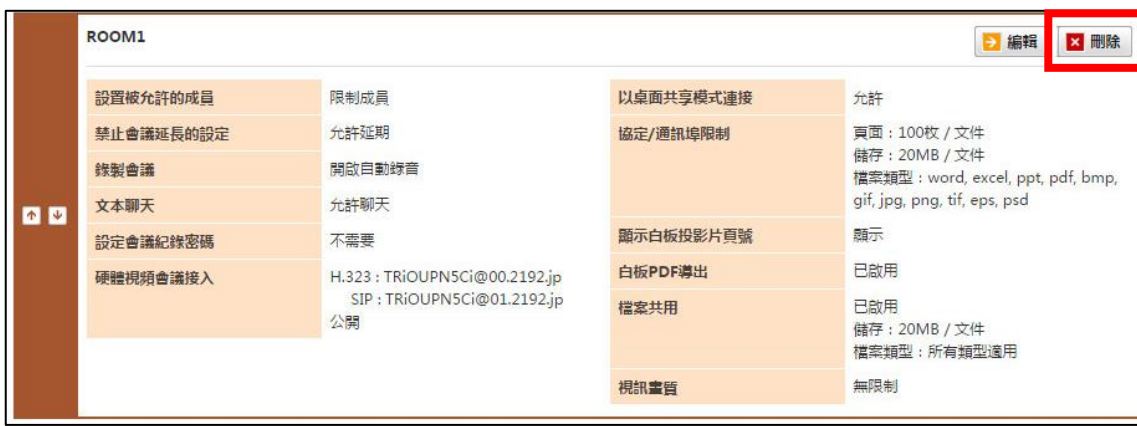 ROOM1
編輯
刪除
設置被允許的成員
限制成員
禁止會議延長的設定
允許延期
錄製會議
開啟自動錄音
文本聊天
允許聊天
設定會議紀錄密碼
不需要
硬體視頻會議接入
H.323 : TRiOUPN5Ci@00.2192.jp
SIP : TRiOUPN5Ci@01.2192.jp
公開
以桌面共享模式連接
允許
協定/通訊埠限制
頁面：100枚 / 文件
儲存：20MB / 文件
檔案類型：word, excel, ppt, pdf, bmp,
gif, jpg, png, tif, eps, psd
顯示白板投影片頁號
顯示
白板PDF導出
已啟用
檔案共用
已啟用
儲存：20MB / 文件
檔案類型：所有類型適用
視訊畫質
無限制